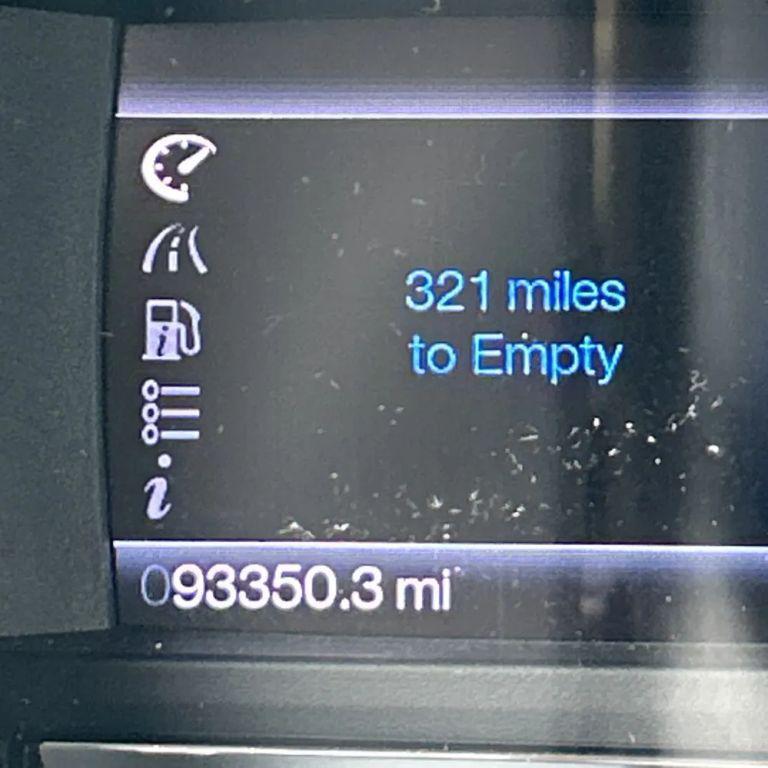 321 miles
to Empty
i
i
093350.3 mi